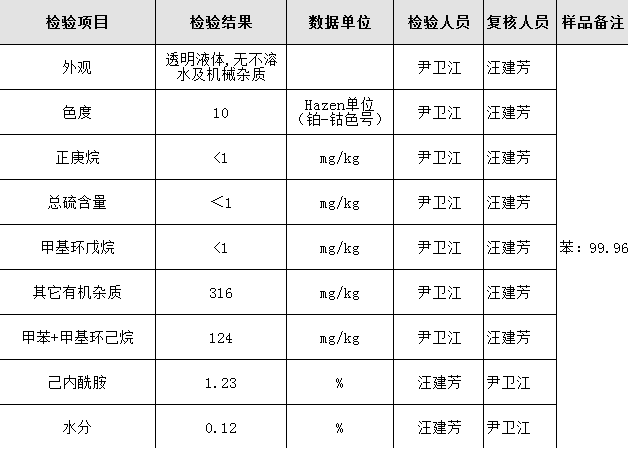 检验项目 检验结果 数据单位 检验人员 复核人员 样品备注
外观 透明液体,无不溶
水及机械杂质 尹卫江 汪建芳
色度 10 Hazen单位
(铂-钴色号) 尹卫江 汪建芳
正庚烷 <1 mg/kg 尹卫江 汪建芳
总硫含量 ＜1 mg/kg 尹卫江 汪建芳
甲基环戊烷 <1 mg/kg 尹卫江 汪建芳 苯：99.96
其它有机杂质 316 mg/kg 尹卫江 汪建芳
甲苯+甲基环己烷 124 mg/kg 尹卫江 汪建芳
己内酰胺 1.23 % 汪建芳 尹卫江
水分 0.12 % 汪建芳 尹卫江